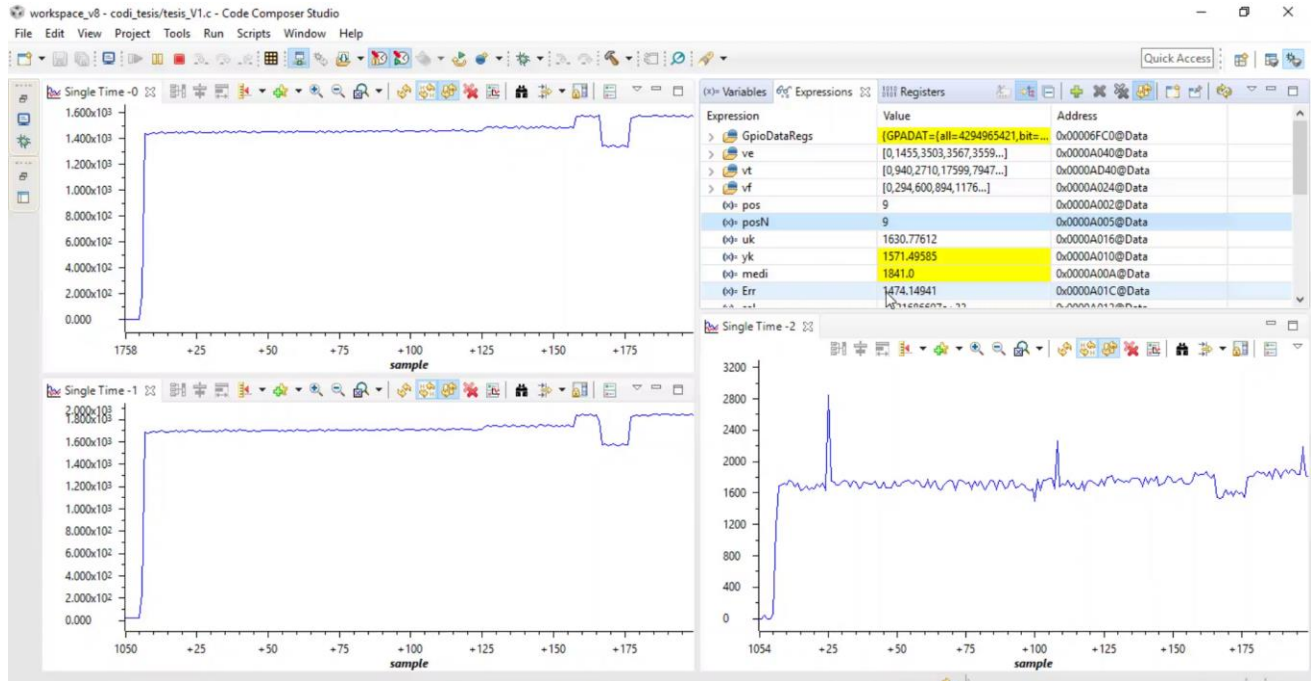 workspace_v8 - codi_tesis/tesis_V1.c - Code Composer Studio
File Edit View Project Tools Run Scripts Window Help
Quick Access
Single Time -0
1.600x10³
1.400x10³
1.200x10³
1.000x10³
8.000x10²
6.000x10²
4.000x10²
2.000x10²
0.000
1758 +25 +50 +75 +100 +125 +150 +175
sample
Single Time -1
2.000x10³
1.800x10³
1.600x10³
1.400x10³
1.200x10³
1.000x10³
8.000x10²
6.000x10²
4.000x10²
2.000x10²
0.000
1050 +25 +50 +75 +100 +125 +150 +175
sample
(x)= Variables Expressions Registers
Expression Value Address
GpioDataRegs {GPADAT={all=4294965421,bit=... 0x00006FC0@Data
ve [0,1455,3503,3567,3559...] 0x0000A040@Data
vt [0,940,2710,17599,7947...] 0x0000AD40@Data
vf [0,294,600,894,1176...] 0x0000A024@Data
(x)= pos 9 0x0000A002@Data
(x)= posN 9 0x0000A005@Data
(x)= uk 1630.77612 0x0000A016@Data
(x)= yk 1571.49585 0x0000A010@Data
(x)= medi 1841.0 0x0000A00A@Data
(x)= Err 1474.14941 0x0000A01C@Data
Single Time -2
3200
2800
2400
2000
1600
1200
800
400
0
1054 +25 +50 +75 +100 +125 +150 +175
sample